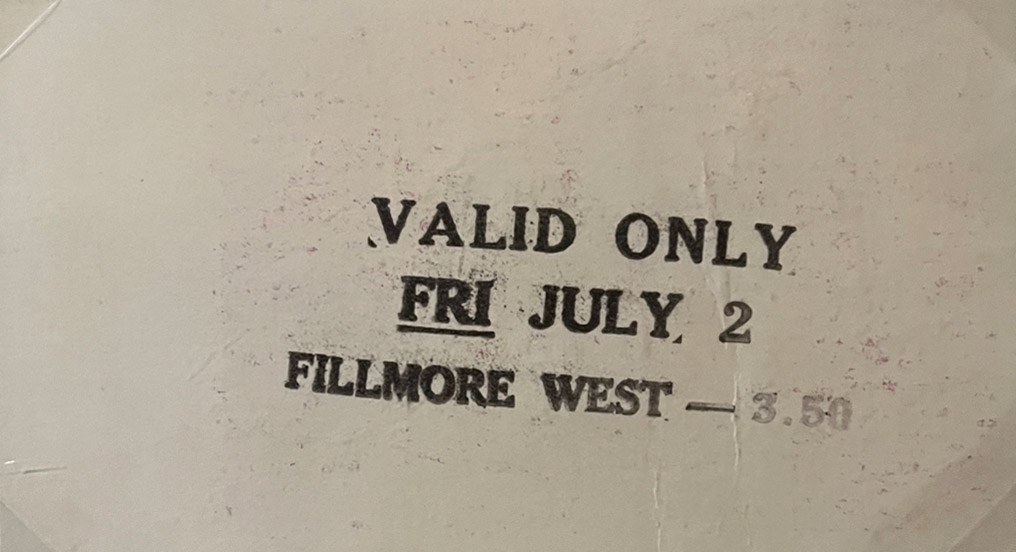 VALID ONLY
FRI JULY 2
FILLMORE WEST — 3.50